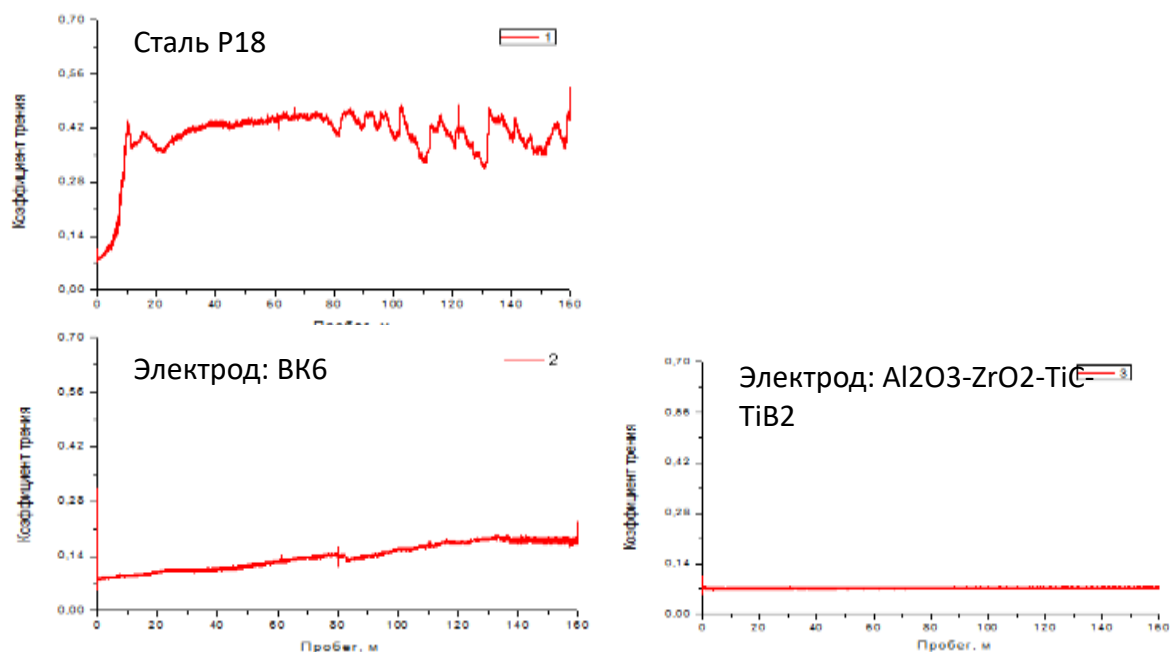 Сталь Р18
1
Коэффициент трения
0,70
0,56
0,42
0,28
0,14
0,00
0 20 40 60 80 100 120 140 160
Пробег, м
Электрод: ВК6
2
Коэффициент трения
0,70
0,56
0,42
0,28
0,14
0,00
0 20 40 60 80 100 120 140 160
Пробег, м
Электрод: Al2O3-ZrO2-TiC-
TiB2
3
Коэффициент трения
0,70
0,56
0,42
0,28
0,14
0,00
0 20 40 60 80 100 120 140 160
Пробег, м